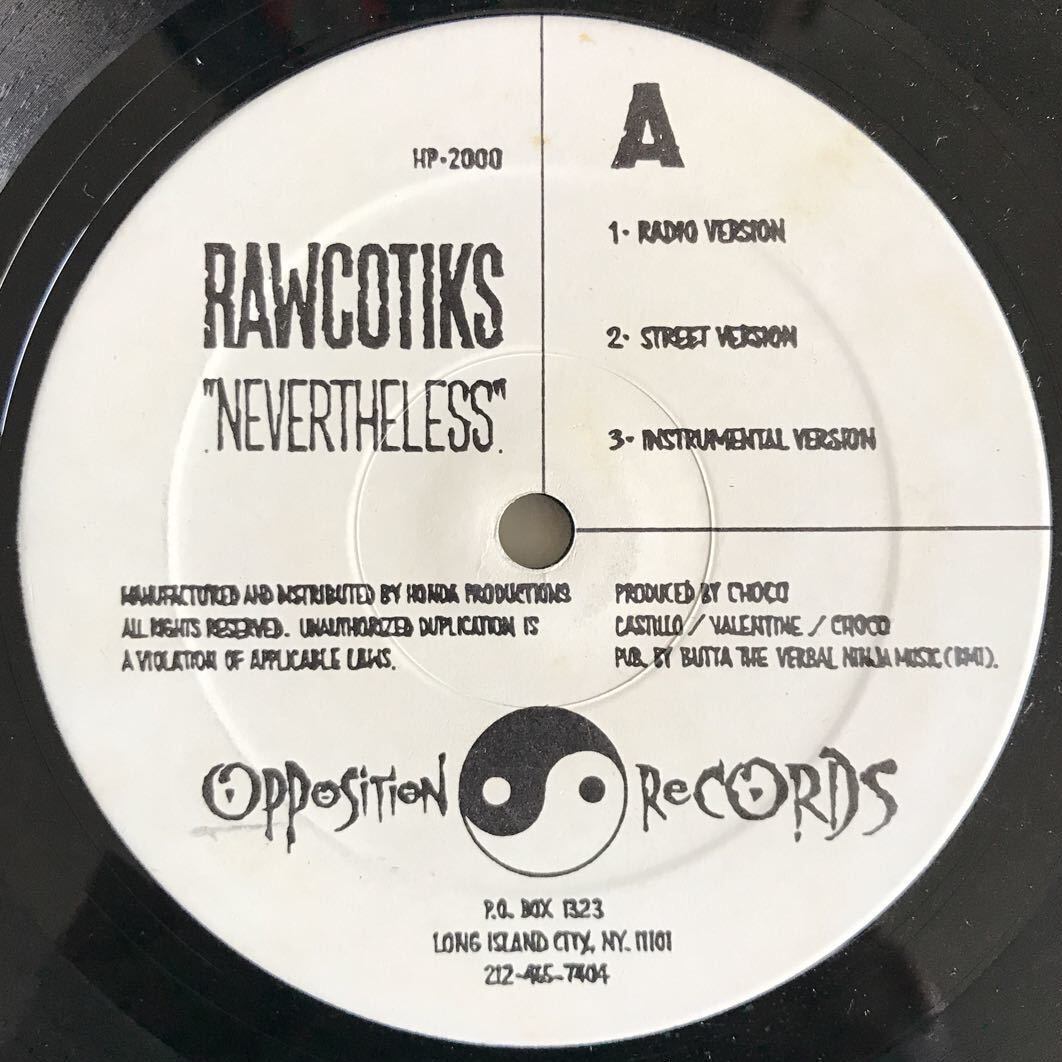 HP-2000
RAWCOTIKS
"NEVERTHELESS"
A
1- RADIO VERSION
2- STREET VERSION
3- INSTRUMENTAL VERSION
MANUFACTURED AND DISTRIBUTED BY HONDA PRODUCTIONS
ALL RIGHTS RESERVED. UNAUTHORIZED DUPLICATION IS
A VIOLATION OF APPLICABLE LAWS.
PRODUCED BY CHOCO
CASTILLO / VALENTINE / CHOCO
PUB. BY BUTTA THE VERBAL NINJA MUSIC (BMI).
OPPOSITION RECORDS
P.O. BOX 1323
LONG ISLAND CITY, NY. 11101
212-465-7404